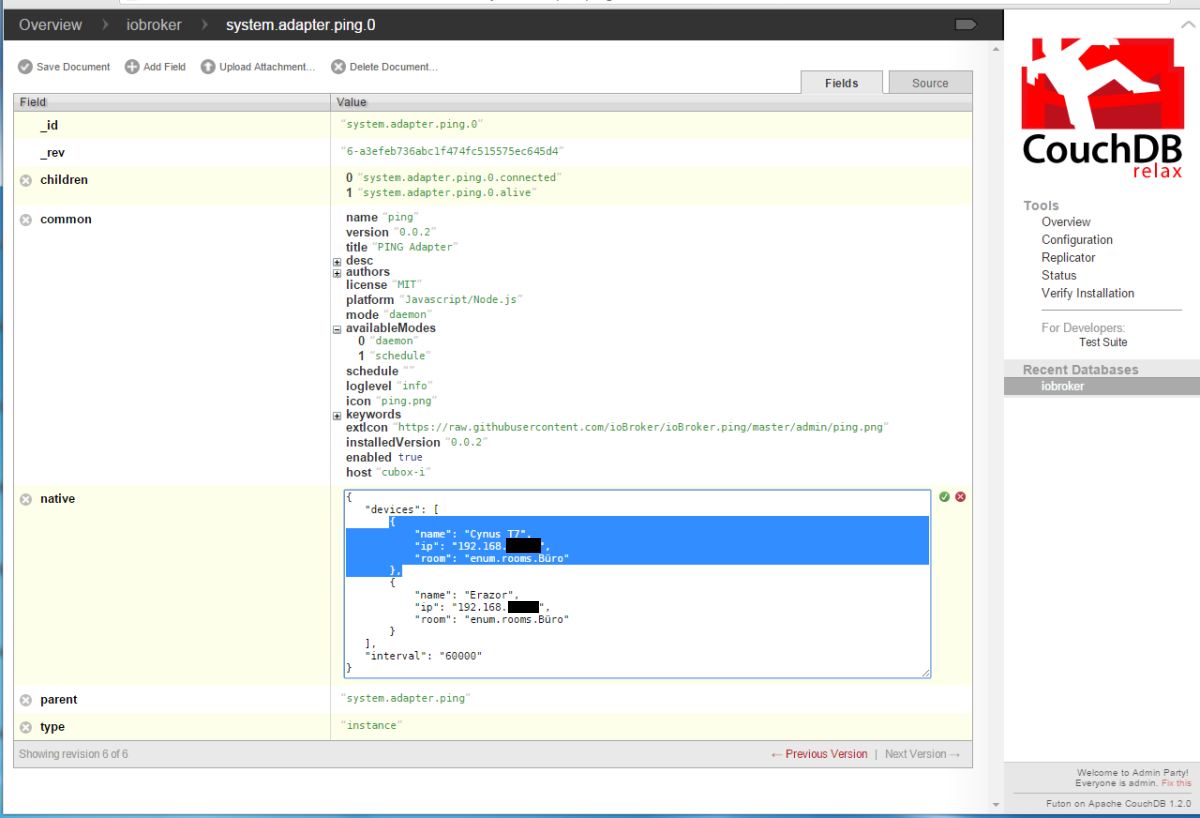 Overview > iobroker > system.adapter.ping.0
Save Document Add Field Upload Attachment... Delete Document...
Fields Source
Field Value
_id "system.adapter.ping.0"
_rev "6-a3efeb736abc1f474fc515575ec645d4"
children 0 "system.adapter.ping.0.connected"
1 "system.adapter.ping.0.alive"
common name "ping"
version "0.0.2"
title "PING Adapter"
desc
authors
license "MIT"
platform "Javascript/Node.js"
mode "daemon"
availableModes
0 "daemon"
1 "schedule"
schedule ""
loglevel "info"
icon "ping.png"
keywords
extIcon "https://raw.githubusercontent.com/ioBroker/ioBroker.ping/master/admin/ping.png"
installedVersion "0.0.2"
enabled true
host "cubox-i"
native {
"devices": [
{
"name": "Cynus T7",
"ip": "192.168. ",
"room": "enum.rooms.Büro"
},
{
"name": "Erazor",
"ip": "192.168. ",
"room": "enum.rooms.Büro"
}
],
"interval": "60000"
}
parent "system.adapter.ping"
type "instance"
Showing revision 6 of 6 ← Previous Version | Next Version →
CouchDB
relax
Tools
Overview
Configuration
Replicator
Status
Verify Installation
For Developers:
Test Suite
Recent Databases
iobroker
Welcome to Admin Party!
Everyone is admin. Fix this
Futon on Apache CouchDB 1.2.0